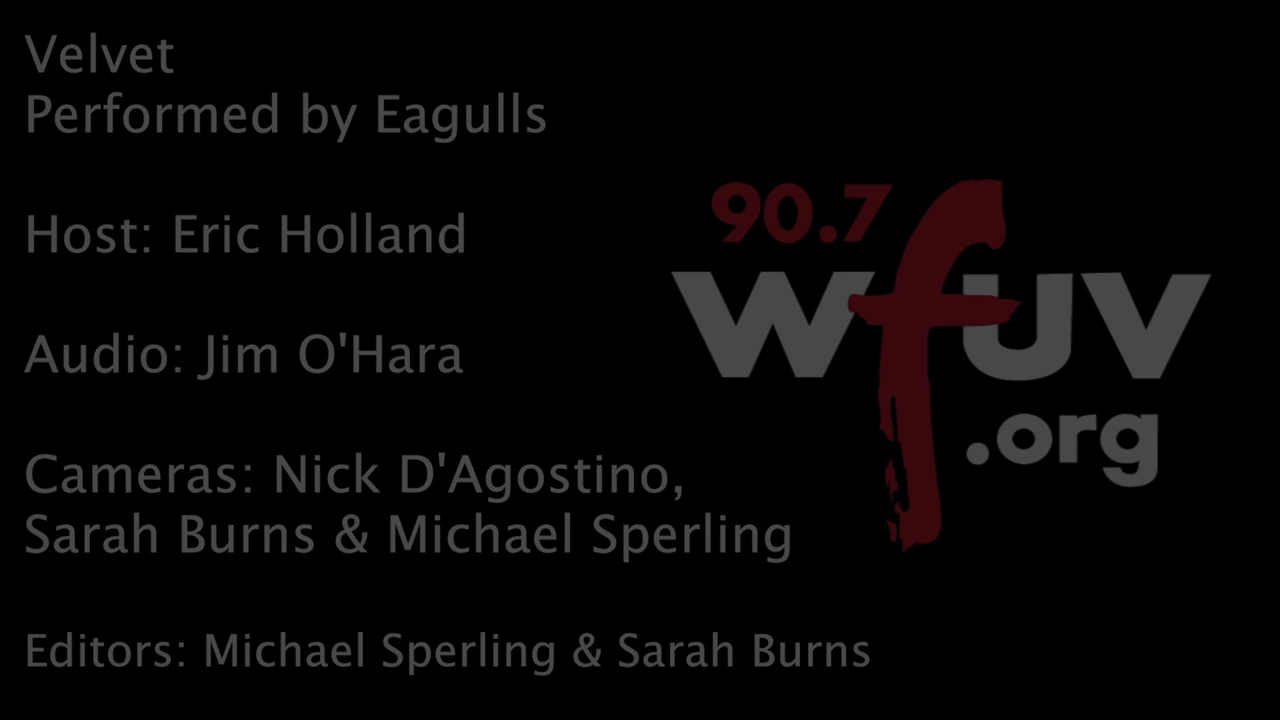 Velvet
Performed by Eagulls
Host: Eric Holland
Audio: Jim O'Hara
Cameras: Nick D'Agostino,
Sarah Burns & Michael Sperling
Editors: Michael Sperling & Sarah Burns
90.7
wfuv
.org